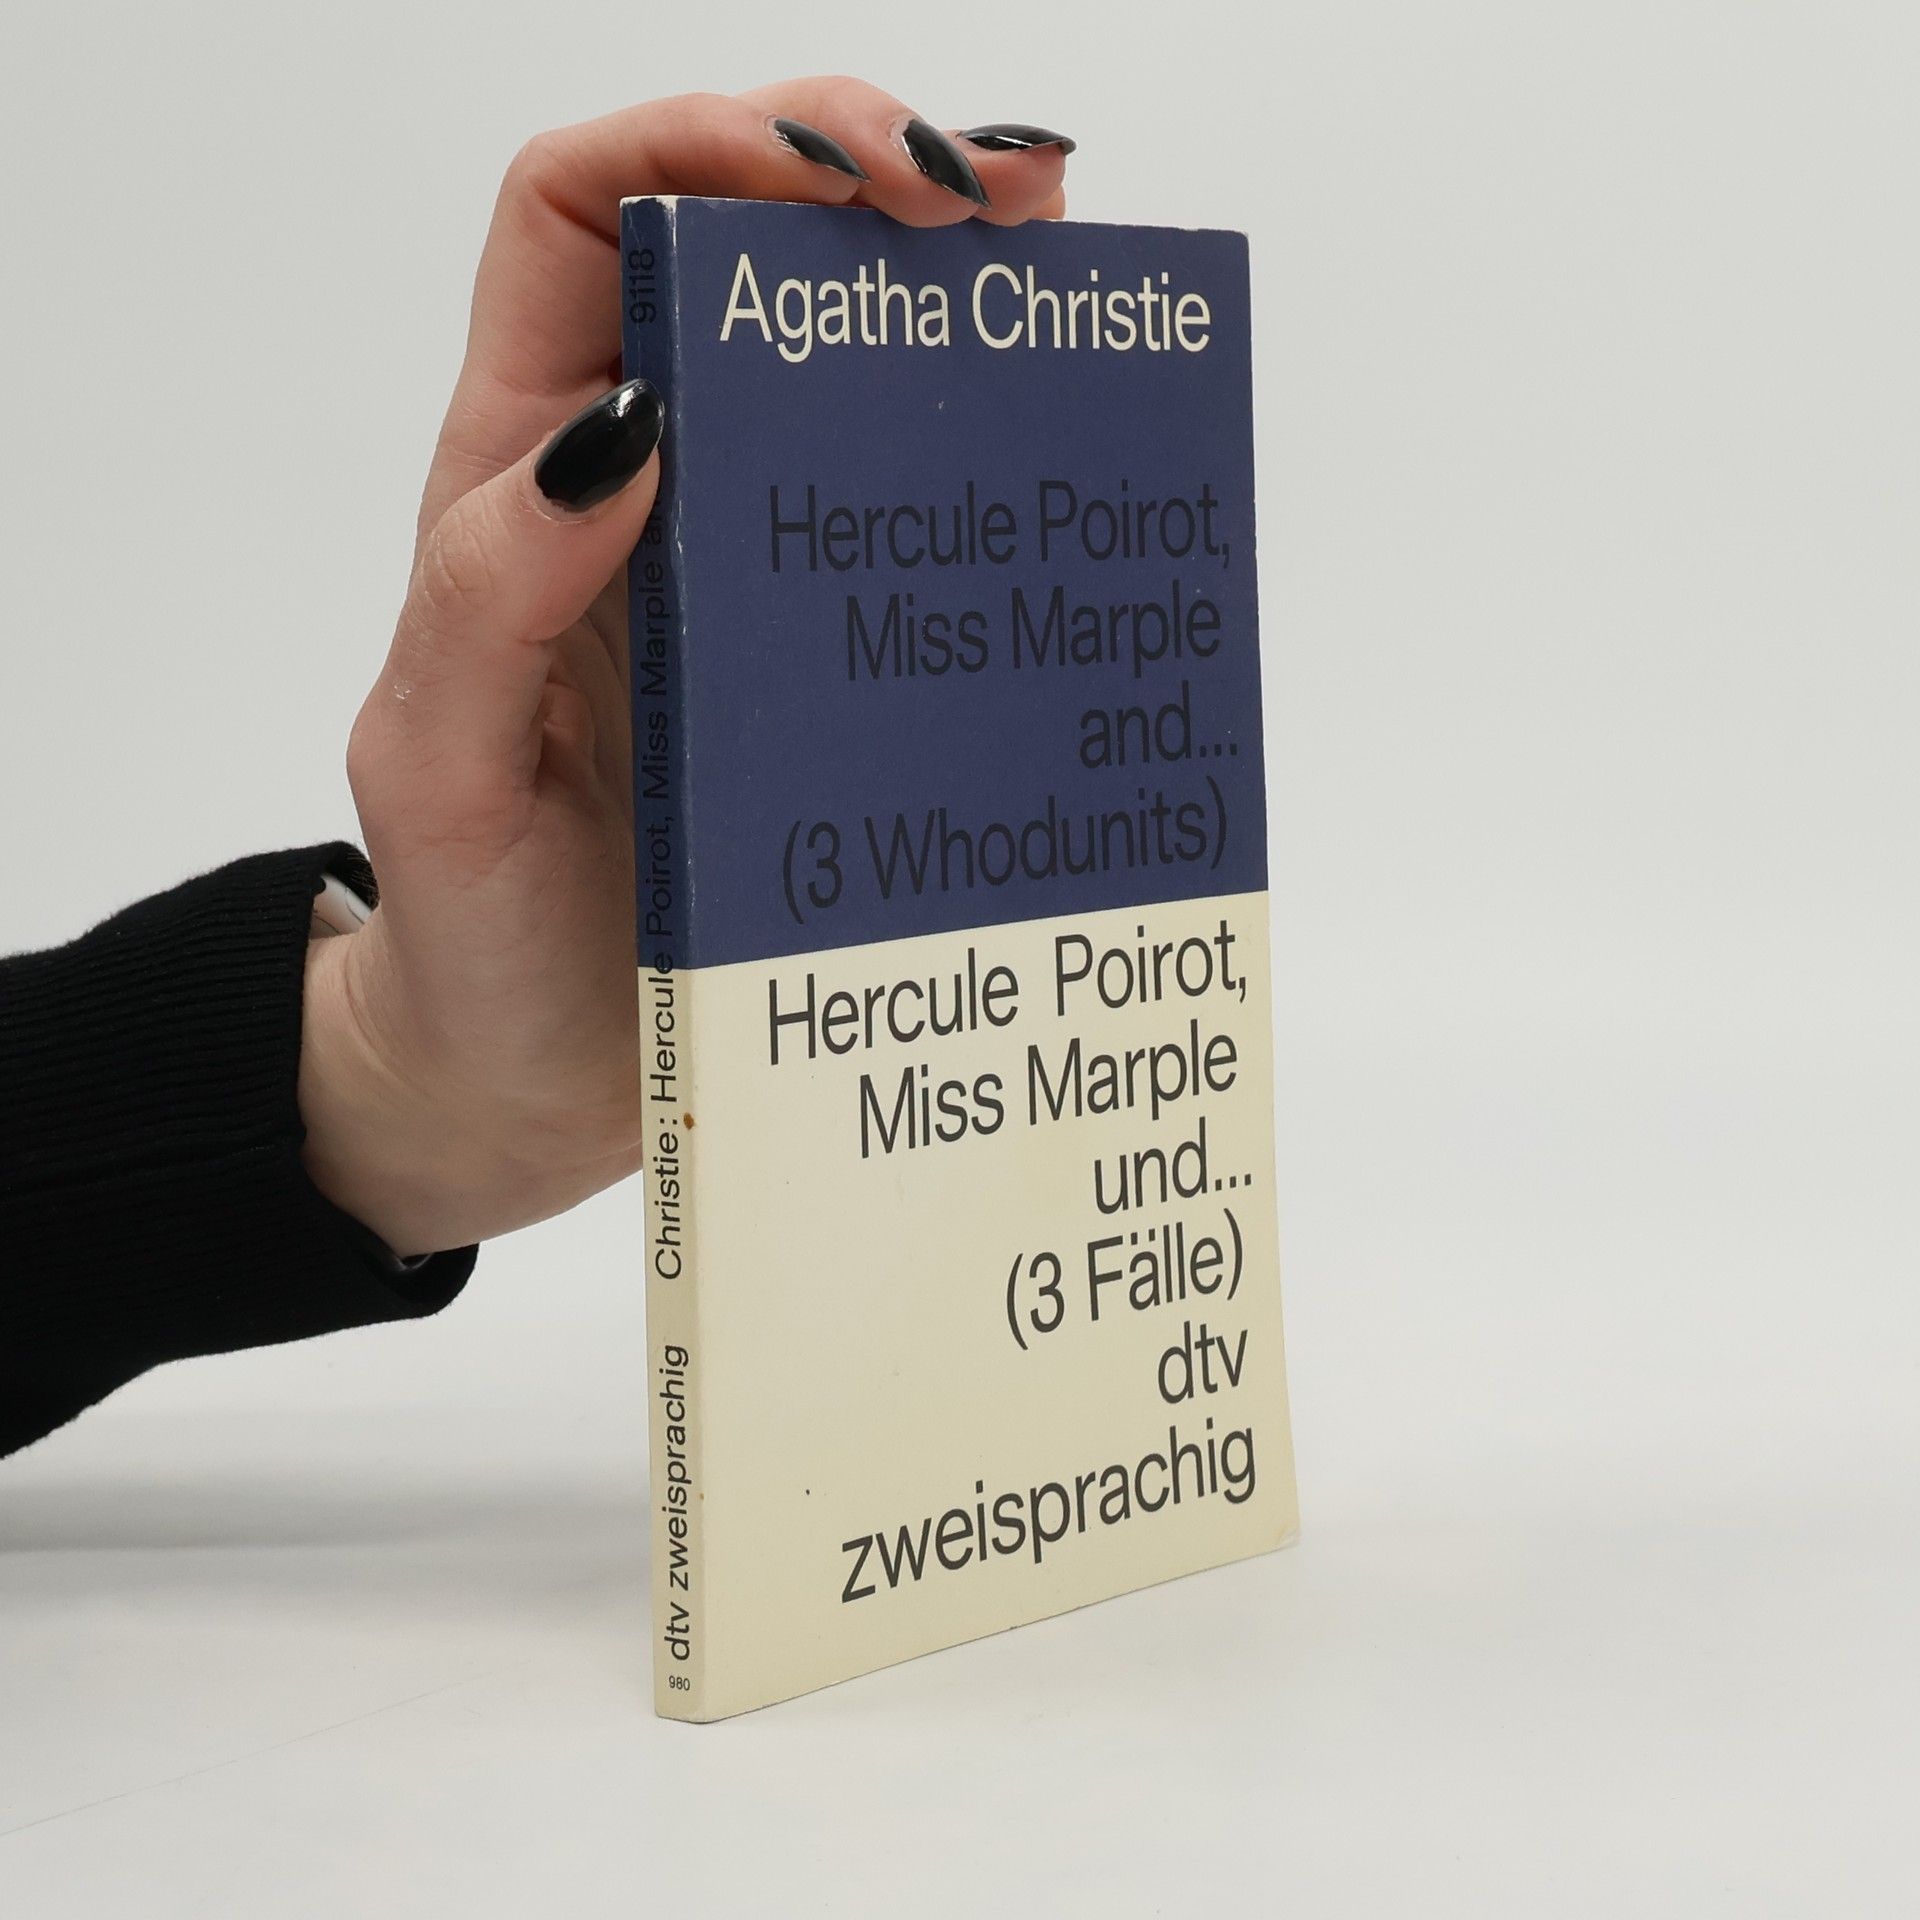 Agatha Christie
Hercule Poirot,
Miss Marple
and...
(3 Whodunits)
Hercule Poirot,
Miss Marple
und...
(3 Fälle)
dtv
zweisprachig
980
dtv zweisprachig
Christie: Hercule Poirot, Miss Marple
9118